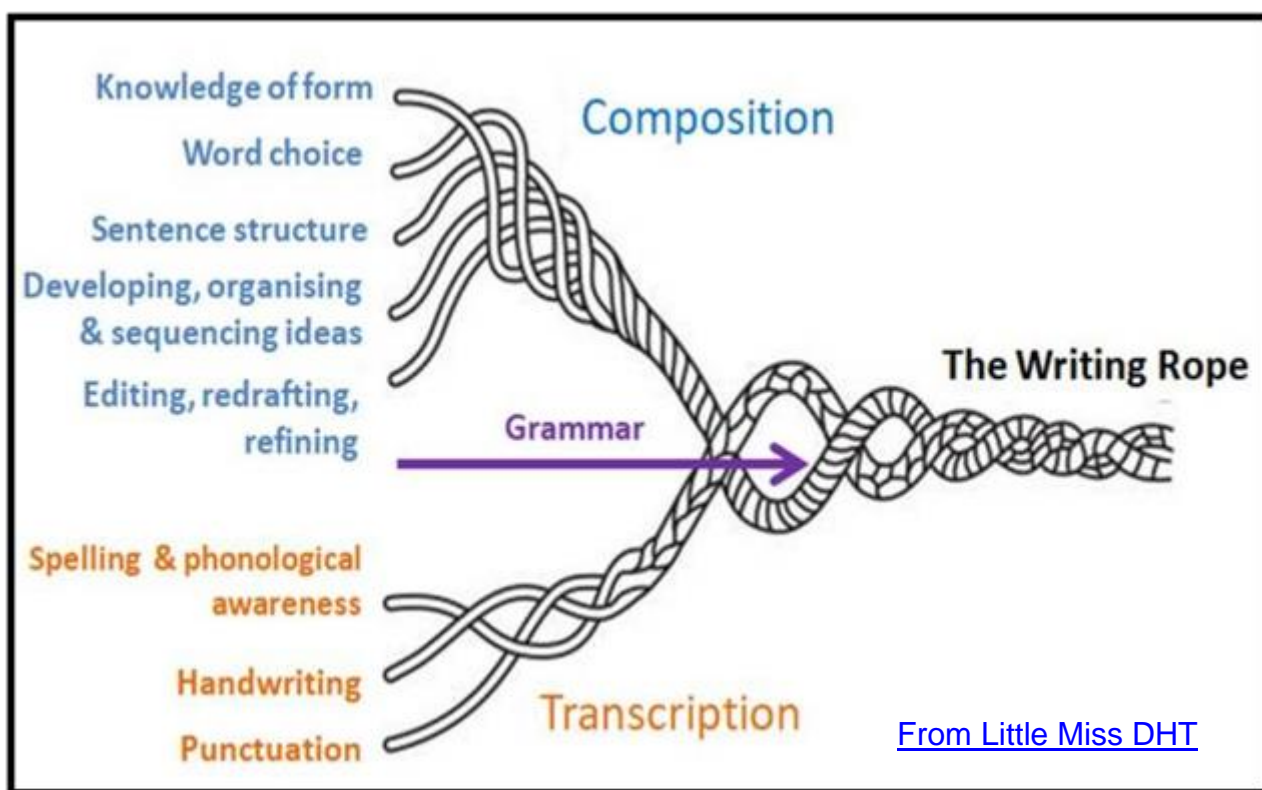 Knowledge of form
Composition
Word choice
Sentence structure
Developing, organising
& sequencing ideas
The Writing Rope
Editing, redrafting,
refining
Grammar
Spelling & phonological
awareness
Handwriting
Transcription
Punctuation
From Little Miss DHT